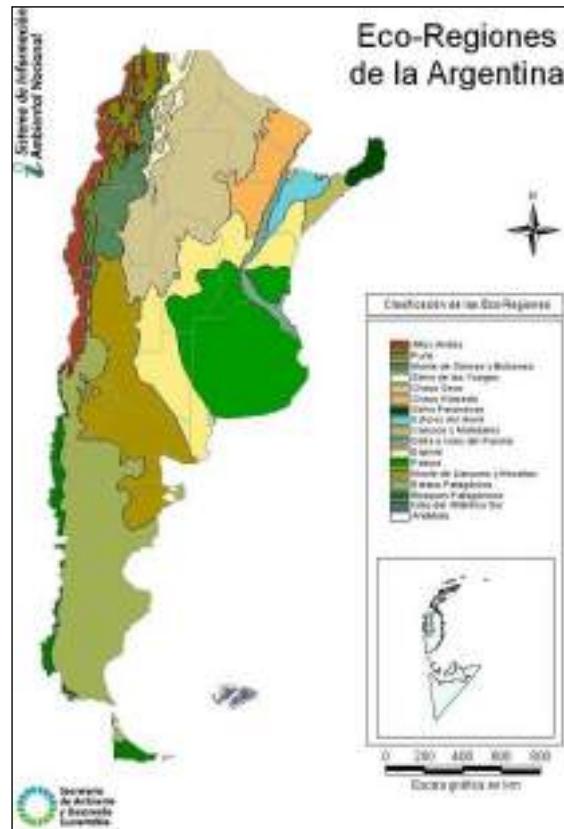 Sistema de Información
Ambiental Nacional
Eco-Regiones
de la Argentina
N
Clasificación de las Eco-Regiones
Altos Andes
Puna
Monte de Sierras y Bolsones
Selva de las Yungas
Chaco Seco
Chaco Húmedo
Selva Paranaense
Esteros del Iberá
Campos y Malezales
Delta e Islas del Paraná
Espinal
Pampa
Monte de Llanuras y Mesetas
Estepa Patagónica
Bosques Patagónicos
Islas del Atlántico Sur
Antártida
0 200 400 600 800
Escala gráfica en km
Secretaría
de Ambiente
y Desarrollo
Sustentable